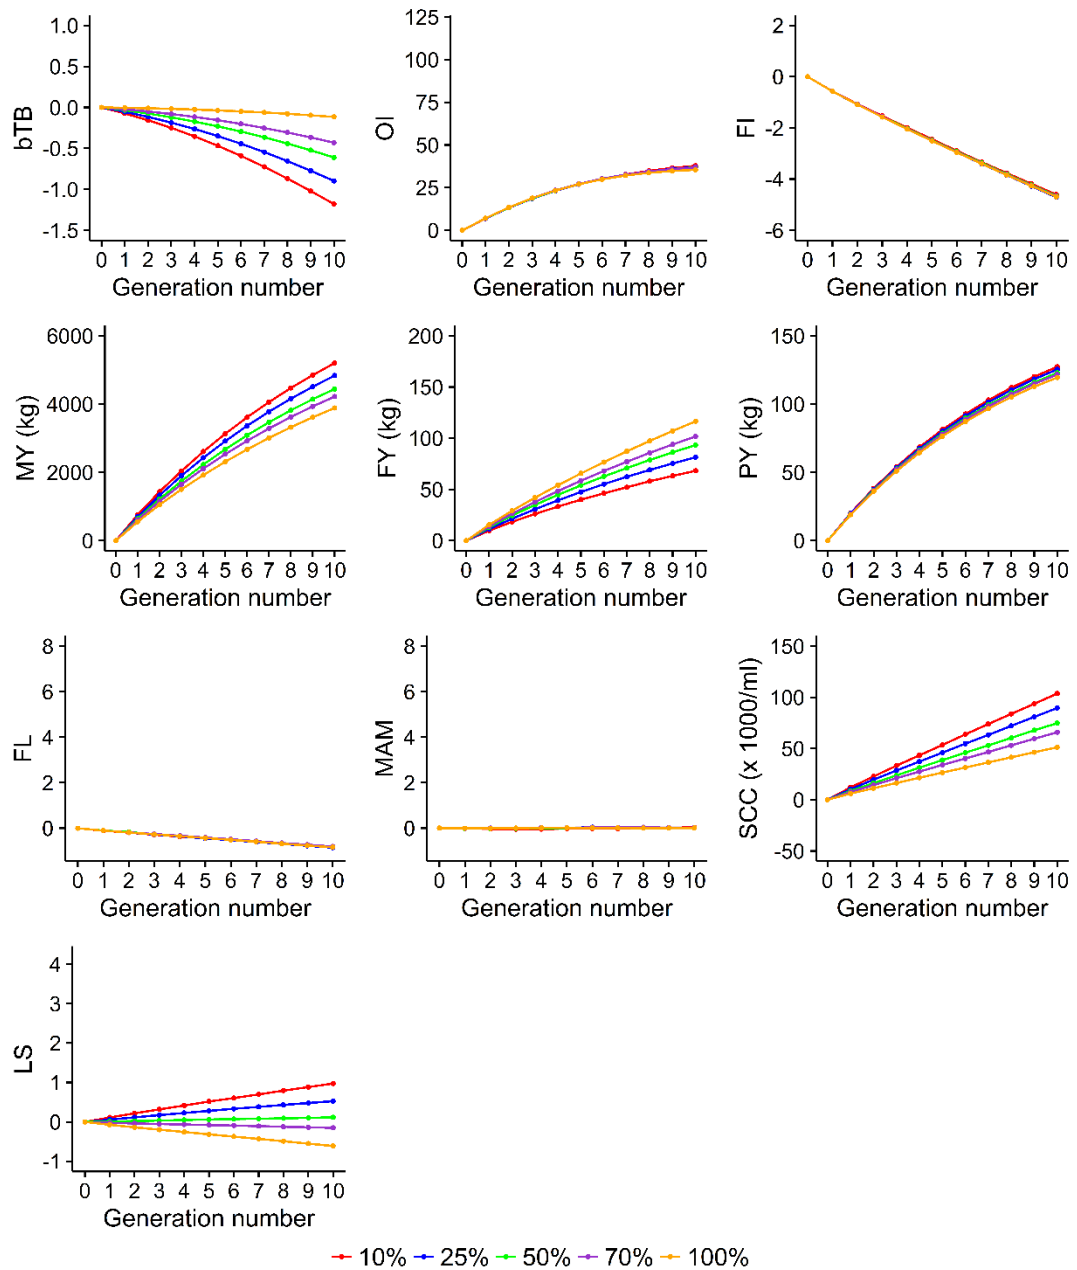 bTB
1.0
0.5
0.0
-0.5
-1.0
-1.5
0 1 2 3 4 5 6 7 8 9 10
Generation number
OI
125
100
75
50
25
0
0 1 2 3 4 5 6 7 8 9 10
Generation number
FI
2
0
-2
-4
-6
0 1 2 3 4 5 6 7 8 9 10
Generation number
MY (kg)
6000
4000
2000
0
0 1 2 3 4 5 6 7 8 9 10
Generation number
FY (kg)
200
150
100
50
0
0 1 2 3 4 5 6 7 8 9 10
Generation number
PY (kg)
150
100
50
0
0 1 2 3 4 5 6 7 8 9 10
Generation number
FL
8
6
4
2
0
0 1 2 3 4 5 6 7 8 9 10
Generation number
MAM
8
6
4
2
0
0 1 2 3 4 5 6 7 8 9 10
Generation number
SCC (x 1000/ml)
150
100
50
0
-50
0 1 2 3 4 5 6 7 8 9 10
Generation number
LS
4
3
2
1
0
-1
0 1 2 3 4 5 6 7 8 9 10
Generation number
10% 25% 50% 70% 100%